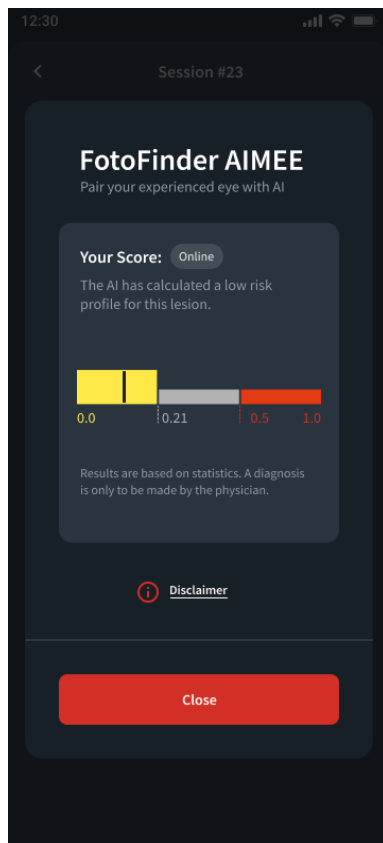 12:30
Session #23
FotoFinder AIMEE
Pair your experienced eye with AI
Your Score: Online
The AI has calculated a low risk
profile for this lesion.
0.0 0.21 0.5 1.0
Results are based on statistics. A diagnosis
is only to be made by the physician.
Disclaimer
Close